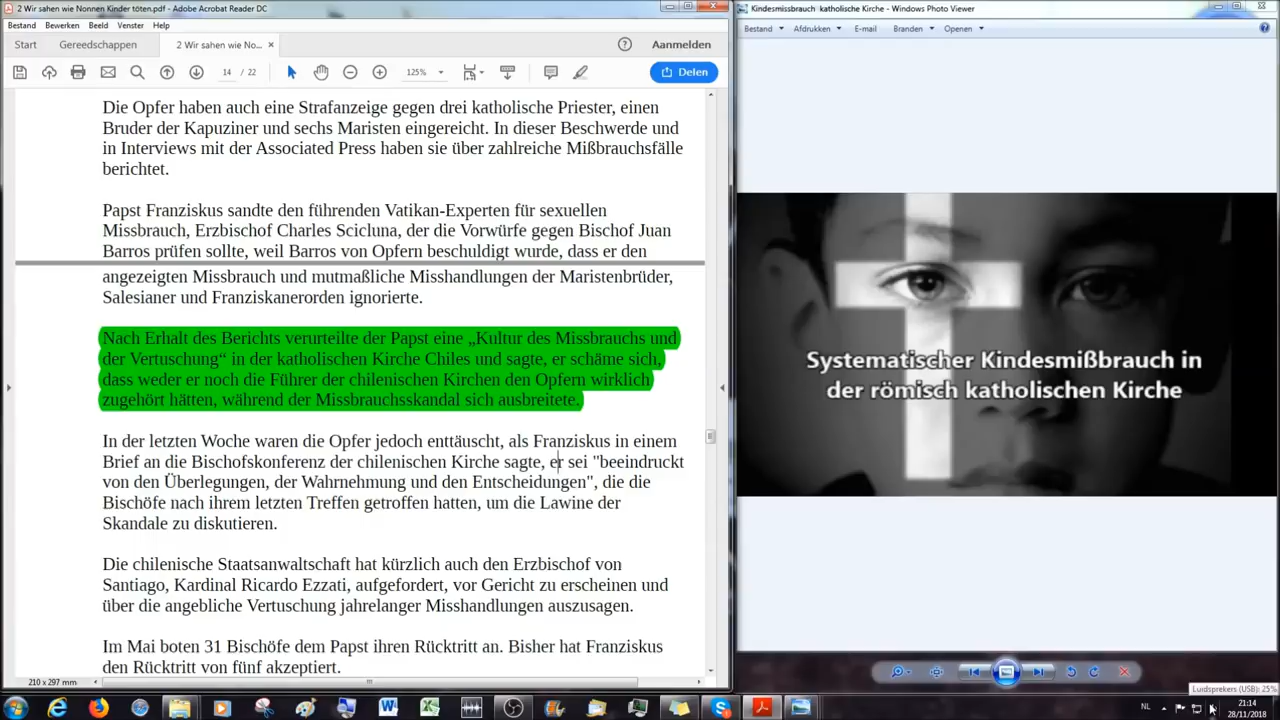 2 Wir sahen wie Nonnen Kinder töten.pdf - Adobe Acrobat Reader DC
Bestand Bewerken Beeld Venster Help
Start Gereedschappen 2 Wir sahen wie No... × Aanmelden
14 / 22 125% Delen
Die Opfer haben auch eine Strafanzeige gegen drei katholische Priester, einen
Bruder der Kapuziner und sechs Maristen eingereicht. In dieser Beschwerde und
in Interviews mit der Associated Press haben sie über zahlreiche Mißbrauchsfälle
berichtet.
Papst Franziskus sandte den führenden Vatikan-Experten für sexuellen
Missbrauch, Erzbischof Charles Scicluna, der die Vorwürfe gegen Bischof Juan
Barros prüfen sollte, weil Barros von Opfern beschuldigt wurde, dass er den
angezeigten Missbrauch und mutmaßliche Misshandlungen der Maristenbrüder,
Salesianer und Franziskanerorden ignorierte.
Nach Erhalt des Berichts verurteilte der Papst eine „Kultur des Missbrauchs und
der Vertuschung“ in der katholischen Kirche Chiles und sagte, er schäme sich,
dass weder er noch die Führer der chilenischen Kirchen den Opfern wirklich
zugehört hätten, während der Missbrauchsskandal sich ausbreitete.
In der letzten Woche waren die Opfer jedoch enttäuscht, als Franziskus in einem
Brief an die Bischofskonferenz der chilenischen Kirche sagte, er sei "beeindruckt
von den Überlegungen, der Wahrnehmung und den Entscheidungen", die die
Bischöfe nach ihrem letzten Treffen getroffen hatten, um die Lawine der
Skandale zu diskutieren.
Die chilenische Staatsanwaltschaft hat kürzlich auch den Erzbischof von
Santiago, Kardinal Ricardo Ezzati, aufgefordert, vor Gericht zu erscheinen und
über die angebliche Vertuschung jahrelanger Misshandlungen auszusagen.
Im Mai boten 31 Bischöfe dem Papst ihren Rücktritt an. Bisher hat Franziskus
den Rücktritt von fünf akzeptiert.
210 x 297 mm
Kindesmissbrauch katholische Kirche - Windows Photo Viewer
Bestand Afdrukken E-mail Branden Openen
Systematischer Kindesmißbrauch in
der römisch katholischen Kirche
Luidsprekers (USB): 25%
NL 21:14
28/11/2018